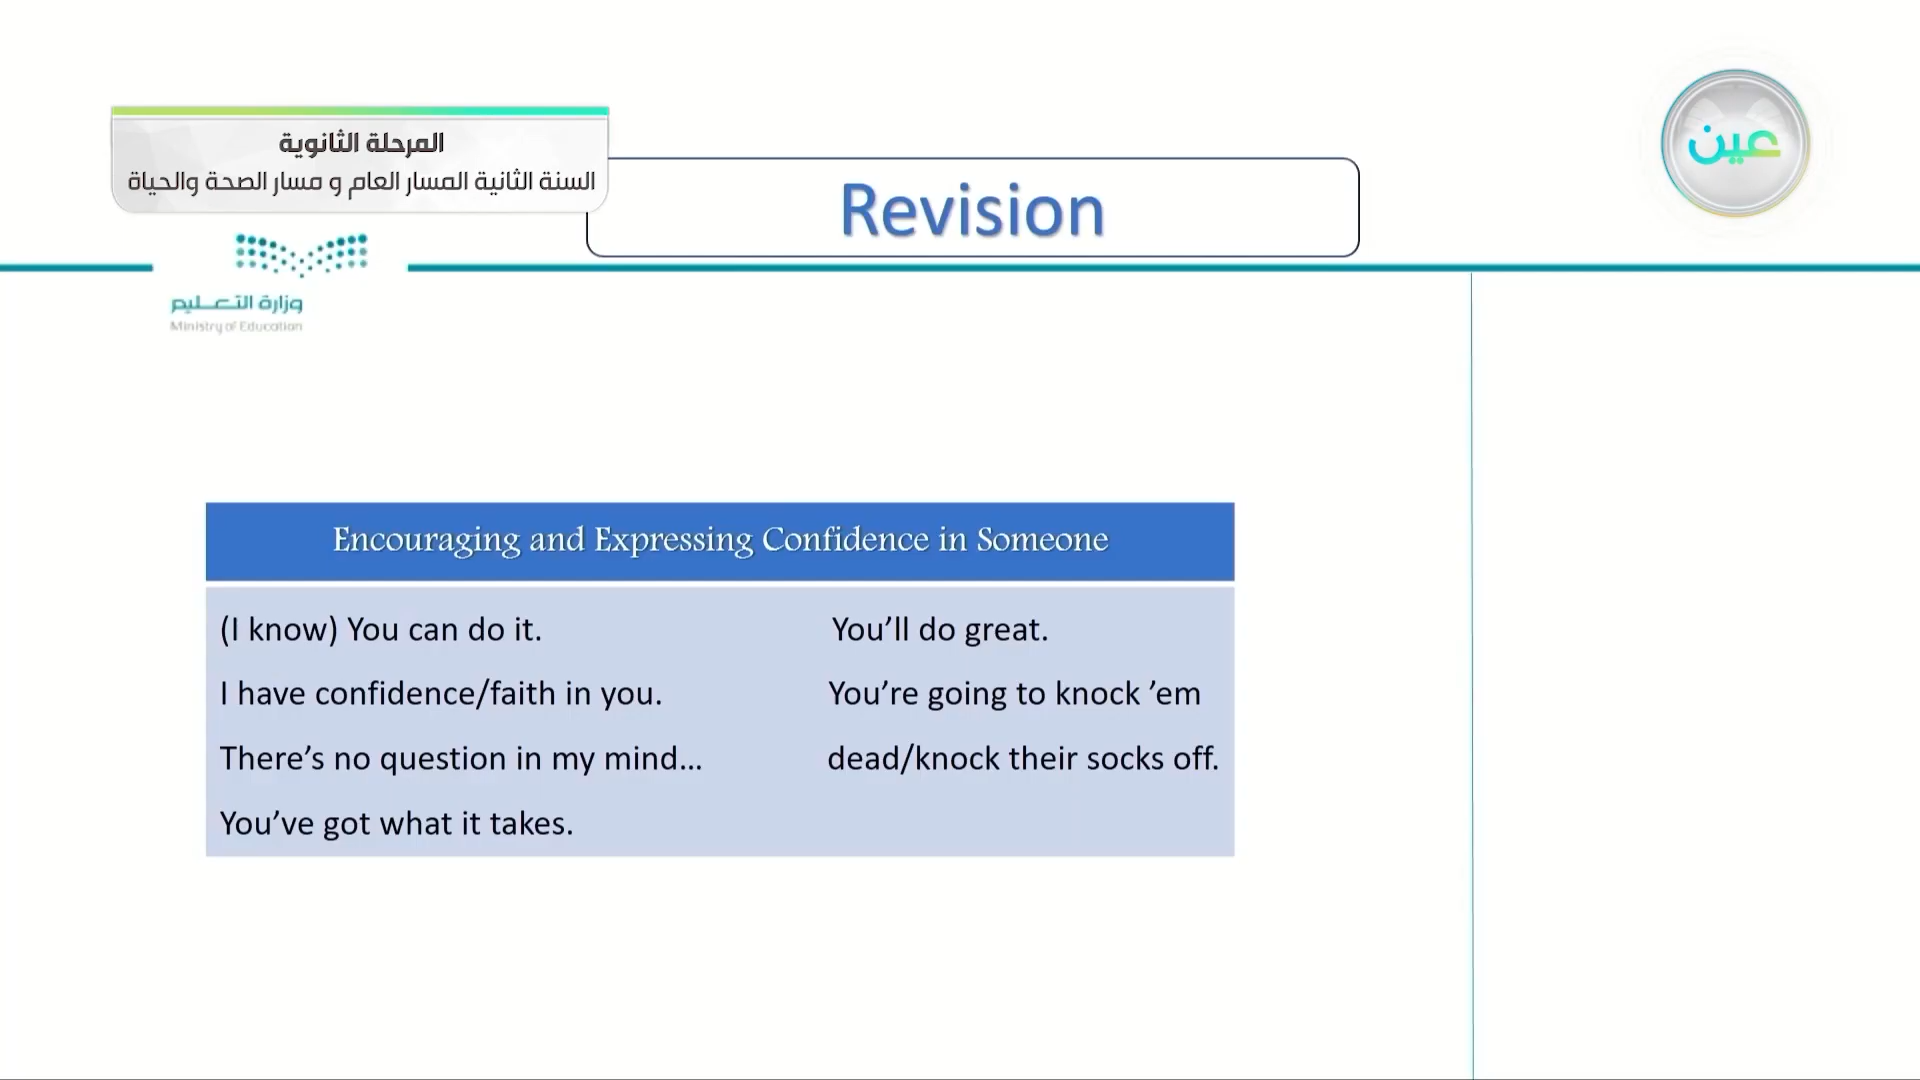 المرحلة الثانوية
السنة الثانية المسار العام و مسار الصحة والحياة
عين
Revision
وزارة التعليم
Ministry of Education
Encouraging and Expressing Confidence in Someone
(I know) You can do it.
I have confidence/faith in you.
There’s no question in my mind...
You’ve got what it takes.
You’ll do great.
You’re going to knock ’em
dead/knock their socks off.